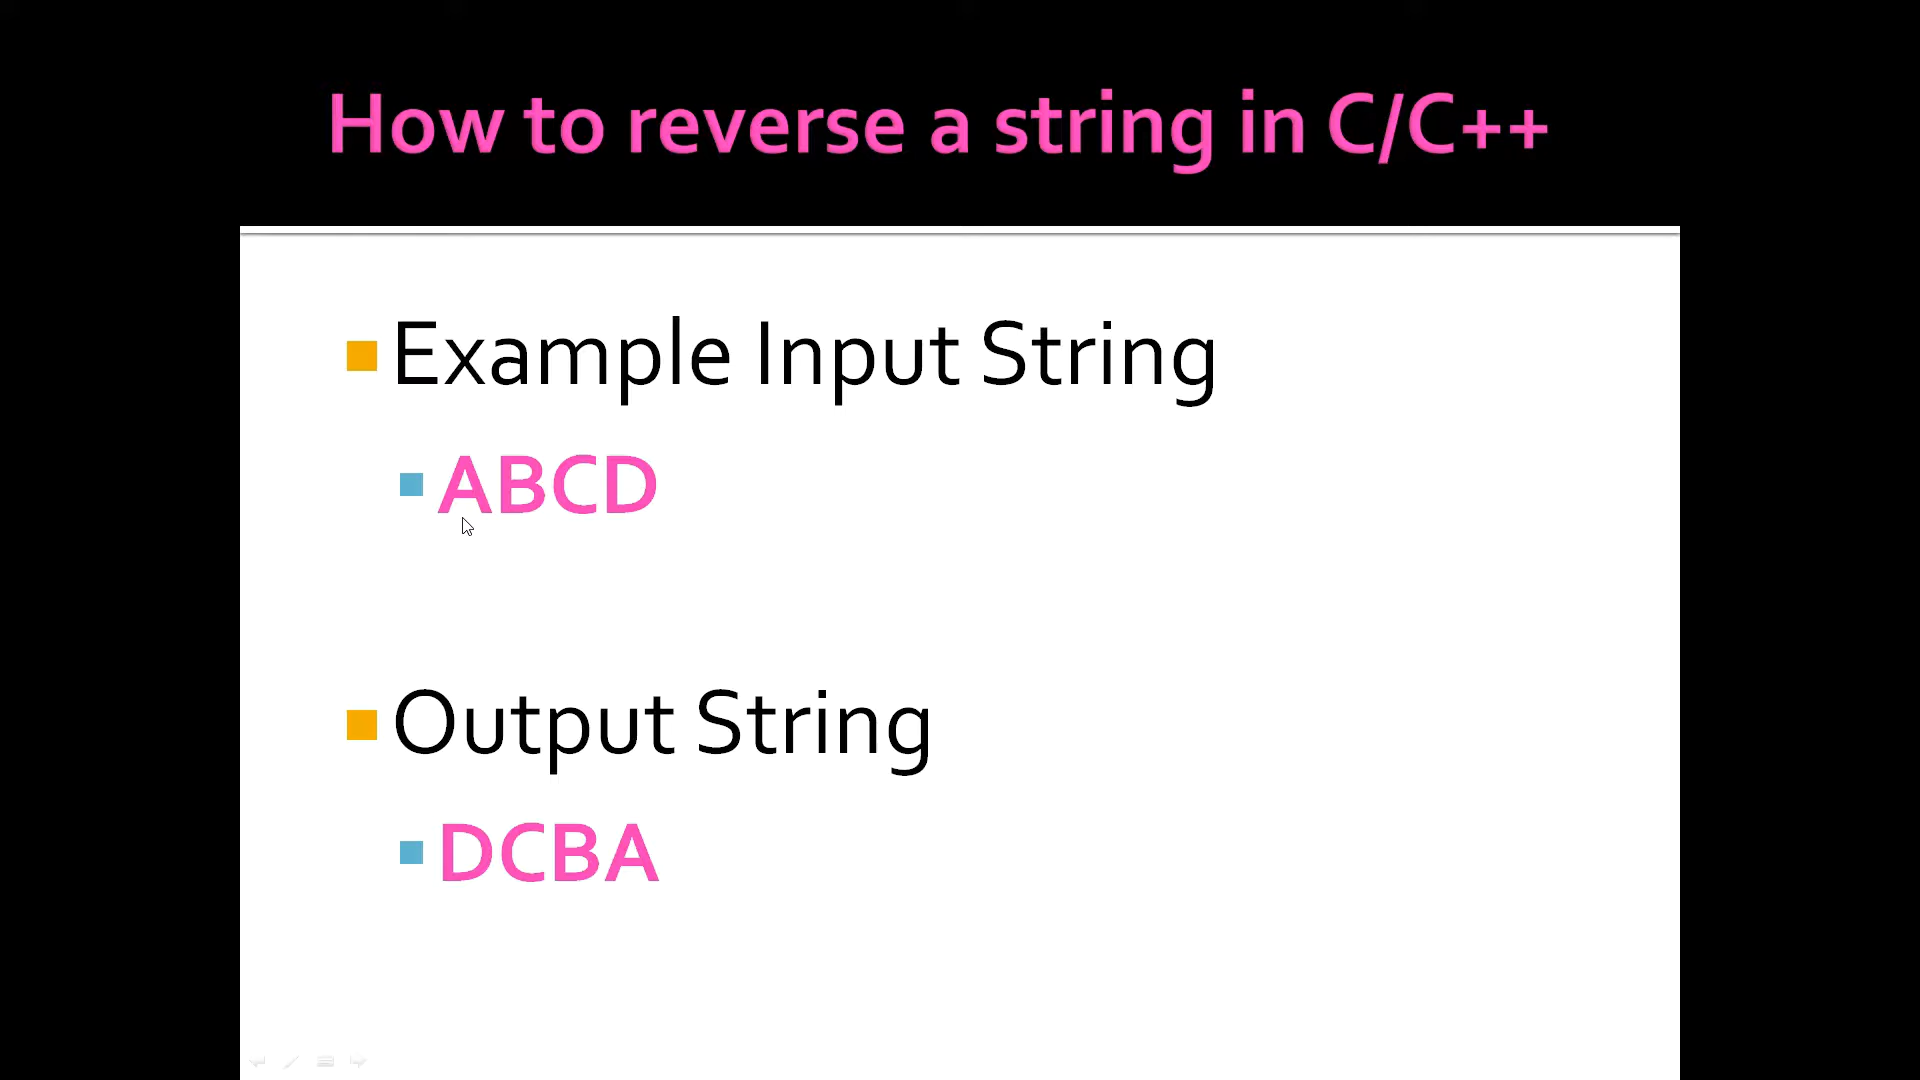 How to reverse a string in C/C++
Example Input String
ABCD
Output String
DCBA